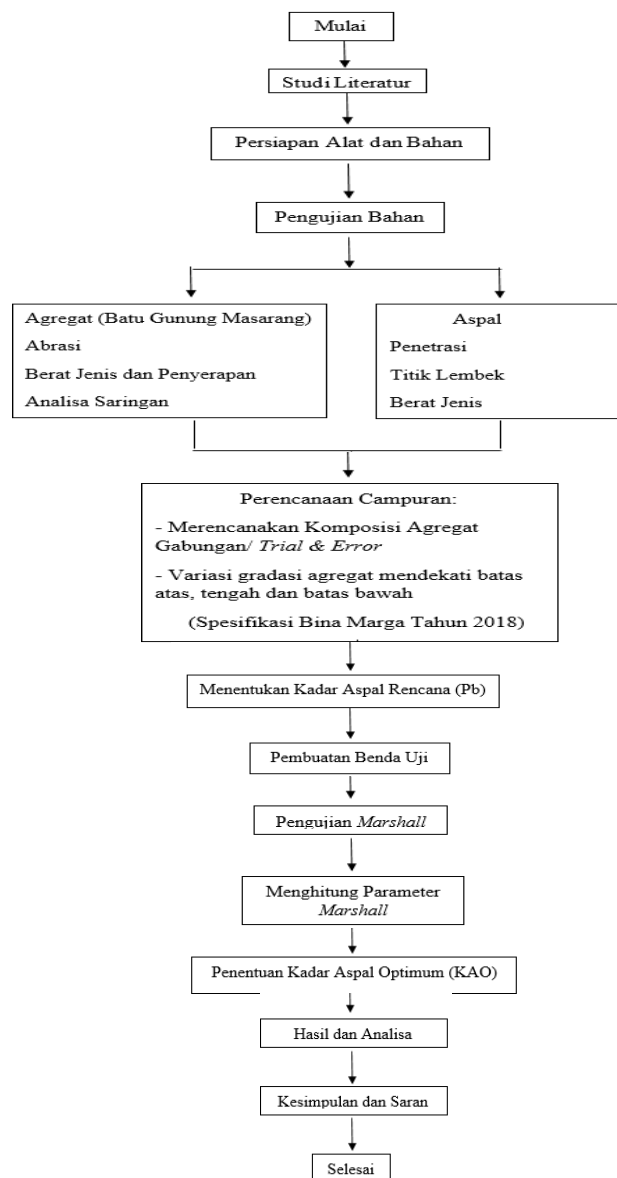 Mulai
Studi Literatur
Persiapan Alat dan Bahan
Pengujian Bahan
Agregat (Batu Gunung Masarang)
Abrasi
Berat Jenis dan Penyerapan
Analisa Saringan
Aspal
Penetrasi
Titik Lembek
Berat Jenis
Perencanaan Campuran:
- Merencanakan Komposisi Agregat
Gabungan/ Trial & Error
- Variasi gradasi agregat mendekati batas
atas, tengah dan batas bawah
(Spesifikasi Bina Marga Tahun 2018)
Menentukan Kadar Aspal Rencana (Pb)
Pembuatan Benda Uji
Pengujian Marshall
Menghitung Parameter
Marshall
Penentuan Kadar Aspal Optimum (KAO)
Hasil dan Analisa
Kesimpulan dan Saran
Selesai